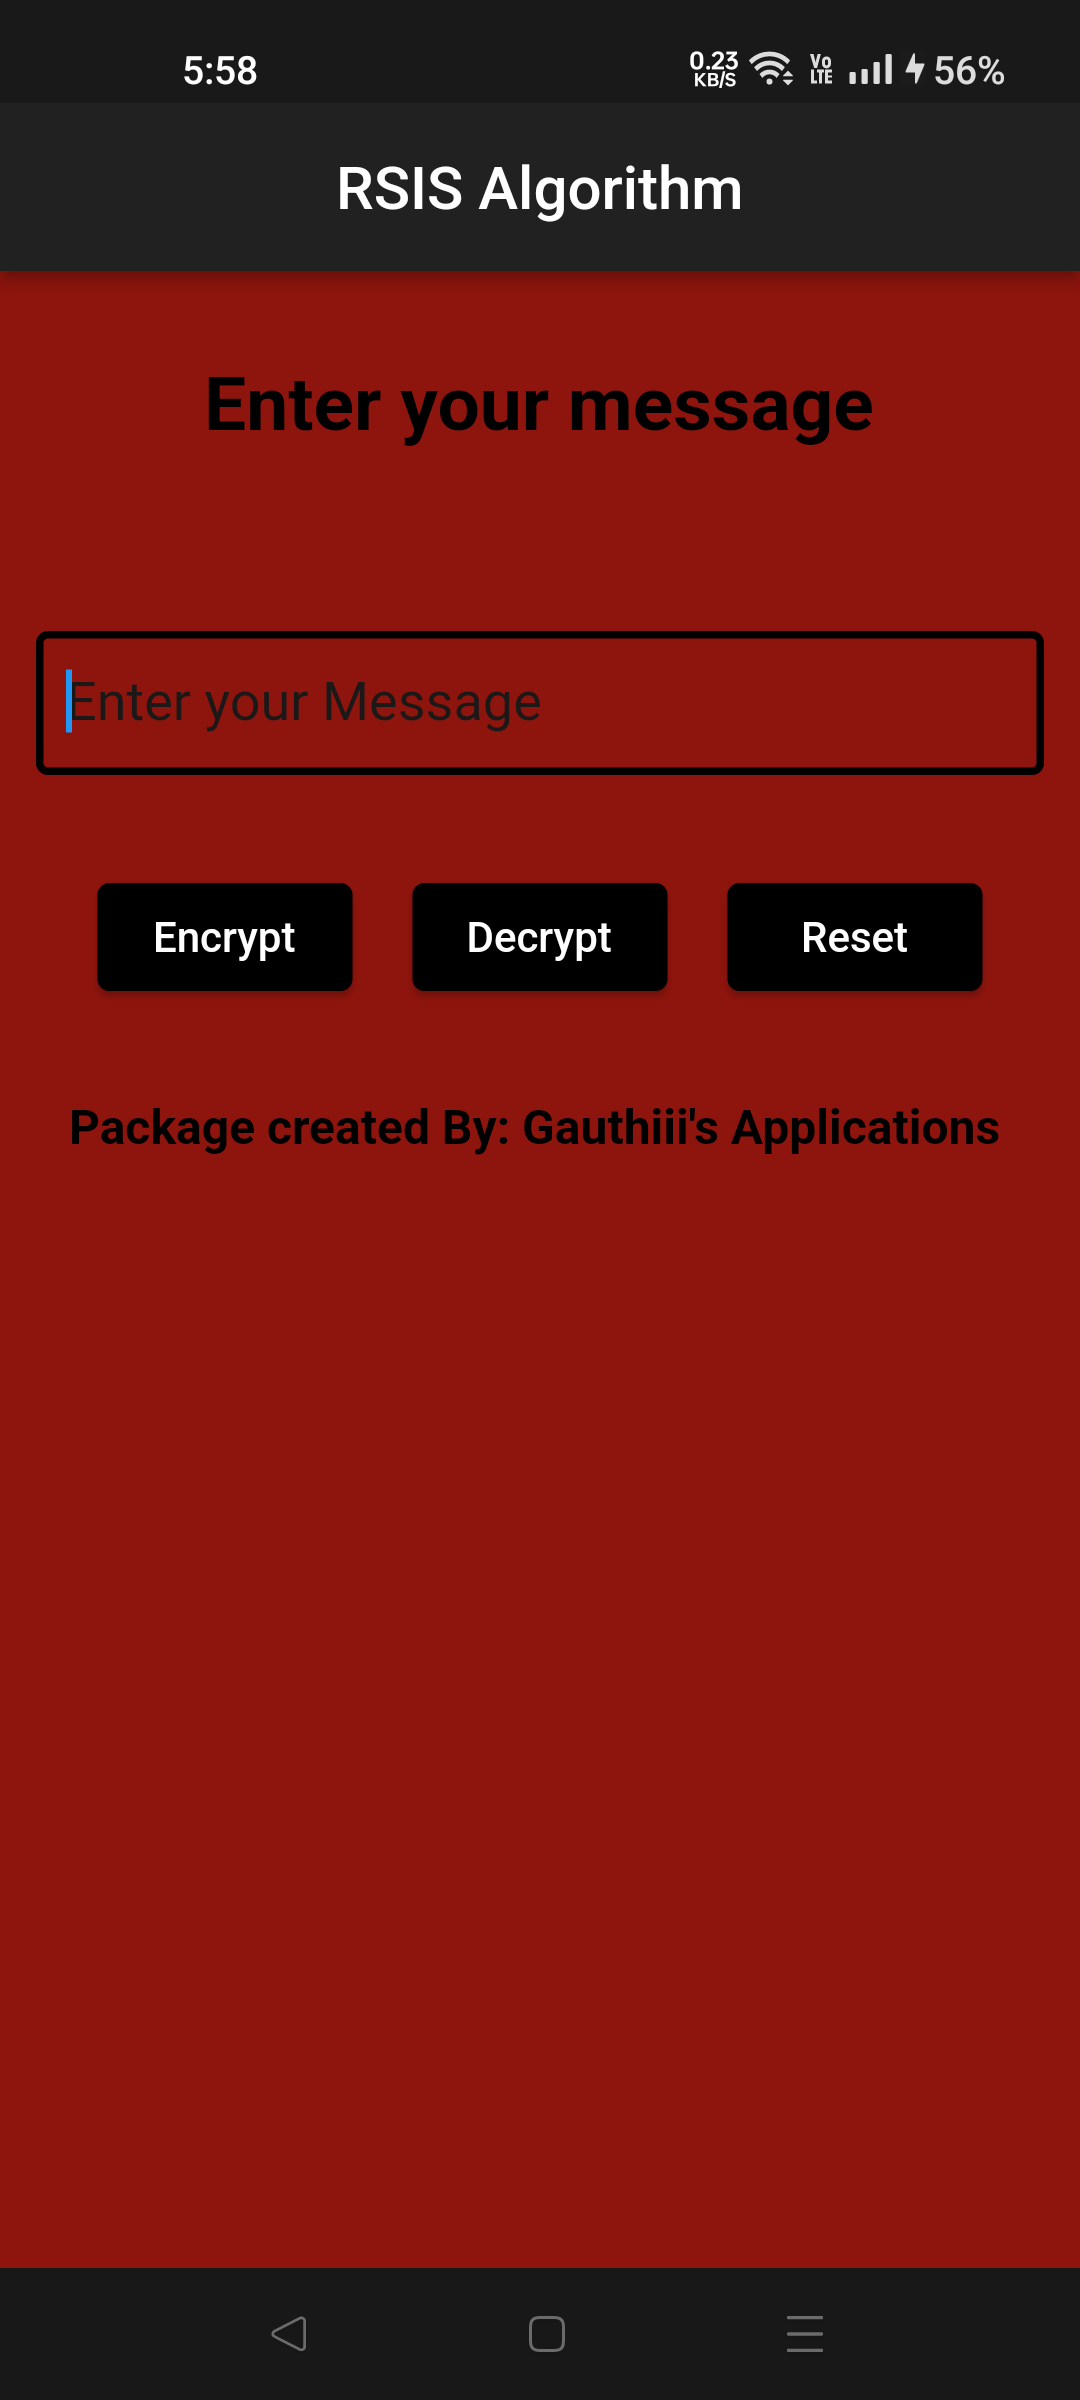 5:58
0.23
KB/S
Vo
LTE
56%
RSIS Algorithm
Enter your message
Enter your Message
Encrypt
Decrypt
Reset
Package created By: Gauthiii's Applications